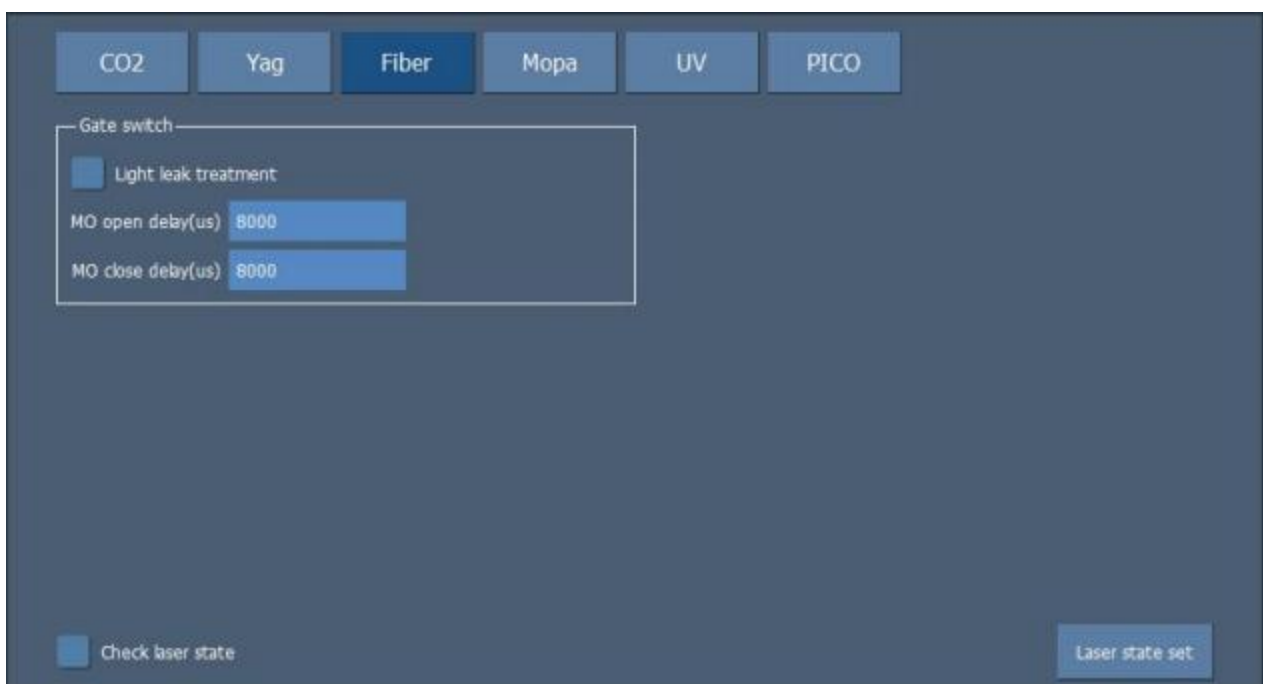 CO2 Yag Fiber Mopa UV PICO
Gate switch
Light leak treatment
MO open delay(us) 8000
MO close delay(us) 8000
Check laser state Laser state set